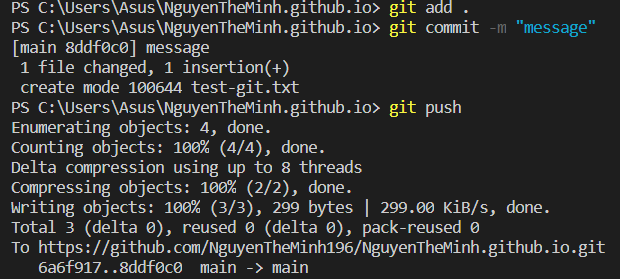 PS C:\Users\Asus\NguyenTheMinh.github.io> git add .
PS C:\Users\Asus\NguyenTheMinh.github.io> git commit -m "message"
[main 8ddf0c0] message
 1 file changed, 1 insertion(+)
 create mode 100644 test-git.txt
PS C:\Users\Asus\NguyenTheMinh.github.io> git push
Enumerating objects: 4, done.
Counting objects: 100% (4/4), done.
Delta compression using up to 8 threads
Compressing objects: 100% (2/2), done.
Writing objects: 100% (3/3), 299 bytes | 299.00 KiB/s, done.
Total 3 (delta 0), reused 0 (delta 0), pack-reused 0
To https://github.com/NguyenTheMinh196/NguyenTheMinh.github.io.git
   6a6f917..8ddf0c0  main -> main